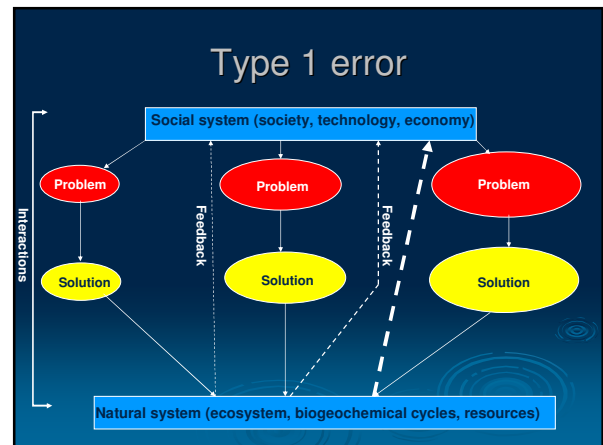 Type 1 error
Social system (society, technology, economy)
Problem
Problem
Problem
Interactions
Feedback
Feedback
Solution
Solution
Solution
Natural system (ecosystem, biogeochemical cycles, resources)